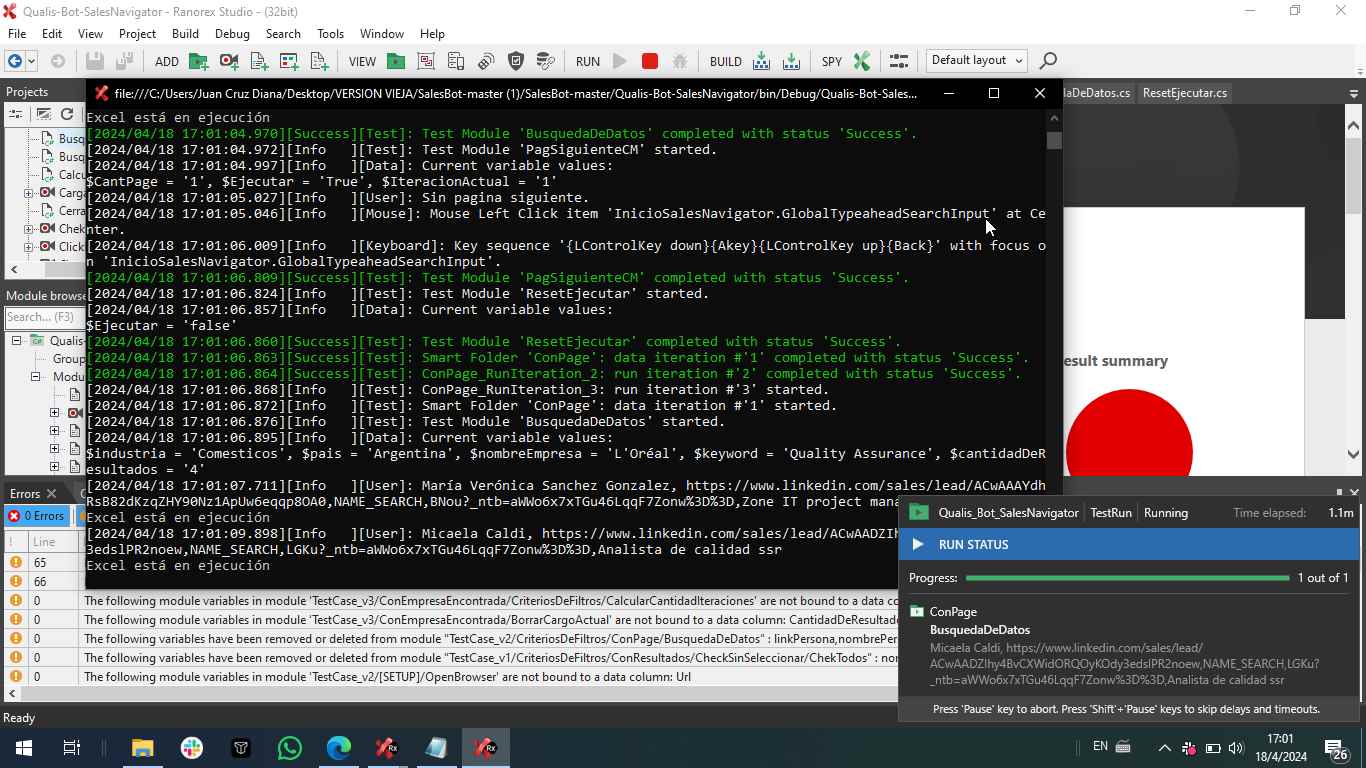 Qualis-Bot-SalesNavigator - Ranorex Studio - (32bit)
File Edit View Project Build Debug Search Tools Window Help
ADD VIEW RUN BUILD SPY Default layout
Projects
file:///C:/Users/Juan Cruz Diana/Desktop/VERSION VIEJA/SalesBot-master (1)/SalesBot-master/Qualis-Bot-SalesNavigator/bin/Debug/Qualis-Bot-Sales...
laDeDatos.cs ResetEjecutar.cs
Busq
Busq
Calcu
Carg
Cerra
Chek
Click
Module browse
Search... (F3)
Qualis-
Group
Modu
Excel está en ejecución
[2024/04/18 17:01:04.970][Success][Test]: Test Module 'BusquedaDeDatos' completed with status 'Success'.
[2024/04/18 17:01:04.972][Info   ][Test]: Test Module 'PagSiguienteCM' started.
[2024/04/18 17:01:04.997][Info   ][Data]: Current variable values:
$CantPage = '1', $Ejecutar = 'True', $IteracionActual = '1'
[2024/04/18 17:01:05.027][Info   ][User]: Sin pagina siguiente.
[2024/04/18 17:01:05.046][Info   ][Mouse]: Mouse Left Click item 'InicioSalesNavigator.GlobalTypeaheadSearchInput' at Ce
nter.
[2024/04/18 17:01:06.009][Info   ][Keyboard]: Key sequence '{LControlKey down}{Akey}{LControlKey up}{Back}' with focus o
n 'InicioSalesNavigator.GlobalTypeaheadSearchInput'.
[2024/04/18 17:01:06.809][Success][Test]: Test Module 'PagSiguienteCM' completed with status 'Success'.
[2024/04/18 17:01:06.824][Info   ][Test]: Test Module 'ResetEjecutar' started.
[2024/04/18 17:01:06.857][Info   ][Data]: Current variable values:
$Ejecutar = 'false'
[2024/04/18 17:01:06.860][Success][Test]: Test Module 'ResetEjecutar' completed with status 'Success'.
[2024/04/18 17:01:06.863][Success][Test]: Smart Folder 'ConPage': data iteration #'1' completed with status 'Success'.
[2024/04/18 17:01:06.864][Success][Test]: ConPage_RunIteration_2: run iteration #'2' completed with status 'Success'.
[2024/04/18 17:01:06.868][Info   ][Test]: ConPage_RunIteration_3: run iteration #'3' started.
[2024/04/18 17:01:06.872][Info   ][Test]: Smart Folder 'ConPage': data iteration #'1' started.
[2024/04/18 17:01:06.876][Info   ][Test]: Test Module 'BusquedaDeDatos' started.
[2024/04/18 17:01:06.895][Info   ][Data]: Current variable values:
$industria = 'Comesticos', $pais = 'Argentina', $nombreEmpresa = 'L'Oréal', $keyword = 'Quality Assurance', $cantidadDeR
esultados = '4'
[2024/04/18 17:01:07.711][Info   ][User]: María Verónica Sanchez Gonzalez, https://www.linkedin.com/sales/lead/ACwAAAYdh
RsB82dKzqZHY90Nz1ApUw6eqqp8OA0,NAME_SEARCH,BNou?_ntb=aWWo6x7xTGu46LqqF7Zonw%3D%3D,Zone IT project mana
Excel está en ejecución
[2024/04/18 17:01:09.898][Info   ][User]: Micaela Caldi, https://www.linkedin.com/sales/lead/ACwAADZIh
3edslPR2noew,NAME_SEARCH,LGKu?_ntb=aWWo6x7xTGu46LqqF7Zonw%3D%3D,Analista de calidad ssr
Excel está en ejecución
esult summary
Errors
0 Errors
! Line
65
66
0 The following module variables in module 'TestCase_v3/ConEmpresaEncontrada/CriteriosDeFiltros/CalcularCantidadIteraciones' are not bound to a data co
0 The following module variables in module 'TestCase_v3/ConEmpresaEncontrada/BorrarCargoActual' are not bound to a data column: CantidadDeResultado
0 The following variables have been removed or deleted from module "TestCase_v2/CriteriosDeFiltros/ConPage/BusquedaDeDatos" : linkPersona,nombrePer
0 The following variables have been removed or deleted from module "TestCase_v1/CriteriosDeFiltros/ConResultados/CheckSinSeleccionar/ChekTodos" : nor
0 The following module variables in module 'TestCase_v2/[SETUP]/OpenBrowser' are not bound to a data column: Url
Qualis_Bot_SalesNavigator TestRun Running Time elapsed: 1.1m
RUN STATUS
Progress: 1 out of 1
ConPage
BusquedaDeDatos
Micaela Caldi, https://www.linkedin.com/sales/lead/
ACwAADZIhy4BvCXWidORQOyKOdy3edslPR2noew,NAME_SEARCH,LGKu?
_ntb=aWWo6x7xTGu46LqqF7Zonw%3D%3D,Analista de calidad ssr
Press 'Pause' key to abort. Press 'Shift'+'Pause' keys to skip delays and timeouts.
Ready
EN
17:01
18/4/2024
26